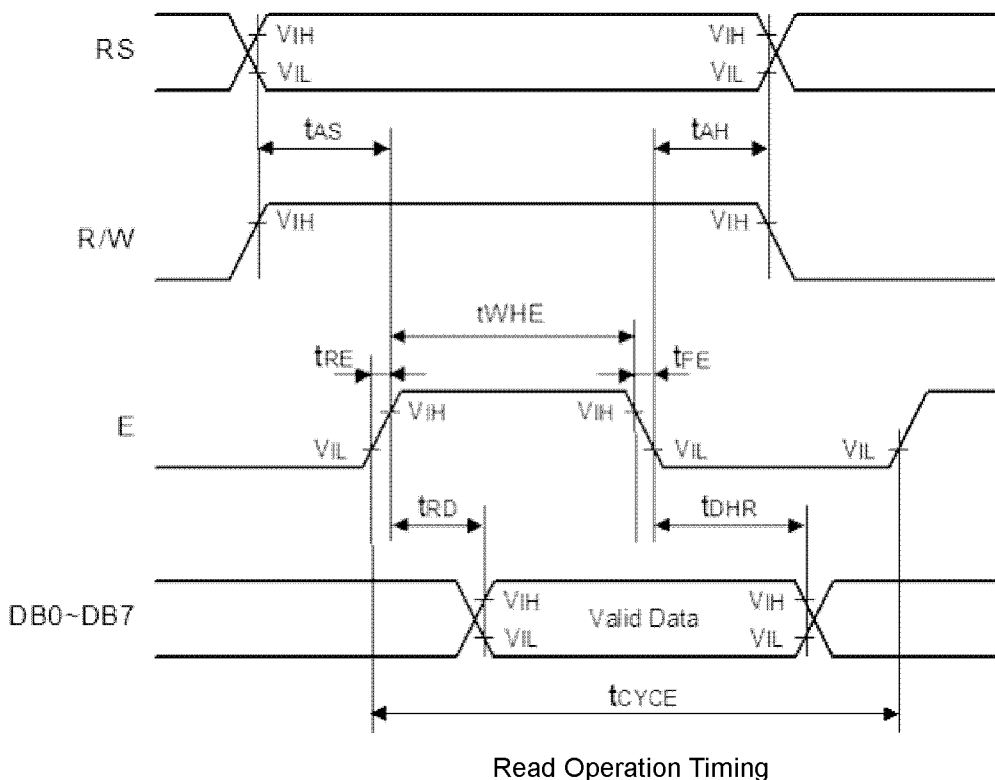 RS
VIH
VIH
VIL
VIL
tAS
tAH
R/W
VIH
VIH
tWHE
tRE
tFE
E
VIH
VIH
VIL
VIL
VIL
tRD
tDHR
DB0~DB7
VIH
Valid Data
VIH
VIL
VIL
tCYCE
Read Operation Timing